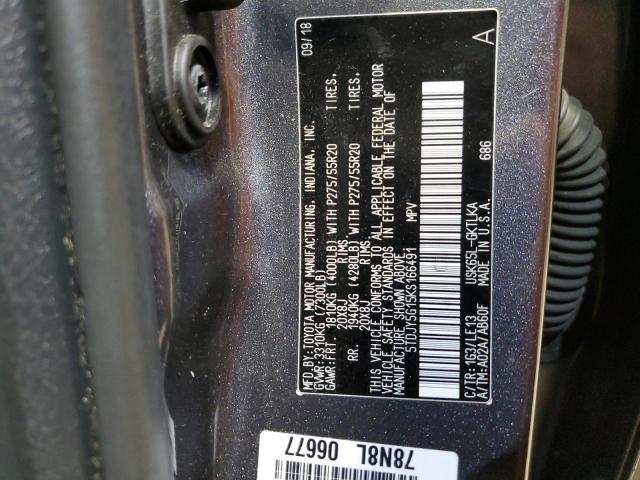 MFD.BY:TOYOTA MOTOR MANUFACTURING, INDIANA, INC. 09/18
GVWR:3310KG(7300LB)
GAWR:FRT. 1810KG (4000LB) WITH P275/55R20 TIRES,
20X8J RIMS
RR. 1940KG (4280LB) WITH P275/55R20 TIRES,
20X8J RIMS
THIS VEHICLE CONFORMS TO ALL APPLICABLE FEDERAL MOTOR
VEHICLE SAFETY STANDARDS IN EFFECT ON THE DATE OF
MANUFACTURE SHOWN ABOVE.
5TDJY5G15KS166491 MPV
C/TR:1G3/LE13 USK65L-GKTLKA
A/TM:A02A/AB60F MADE IN U.S.A.
686
A
78N8L 06677